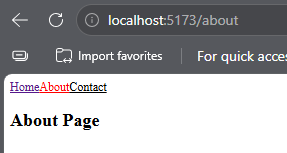 localhost:5173/about
Import favorites
For quick acces
HomeAboutContact
About Page